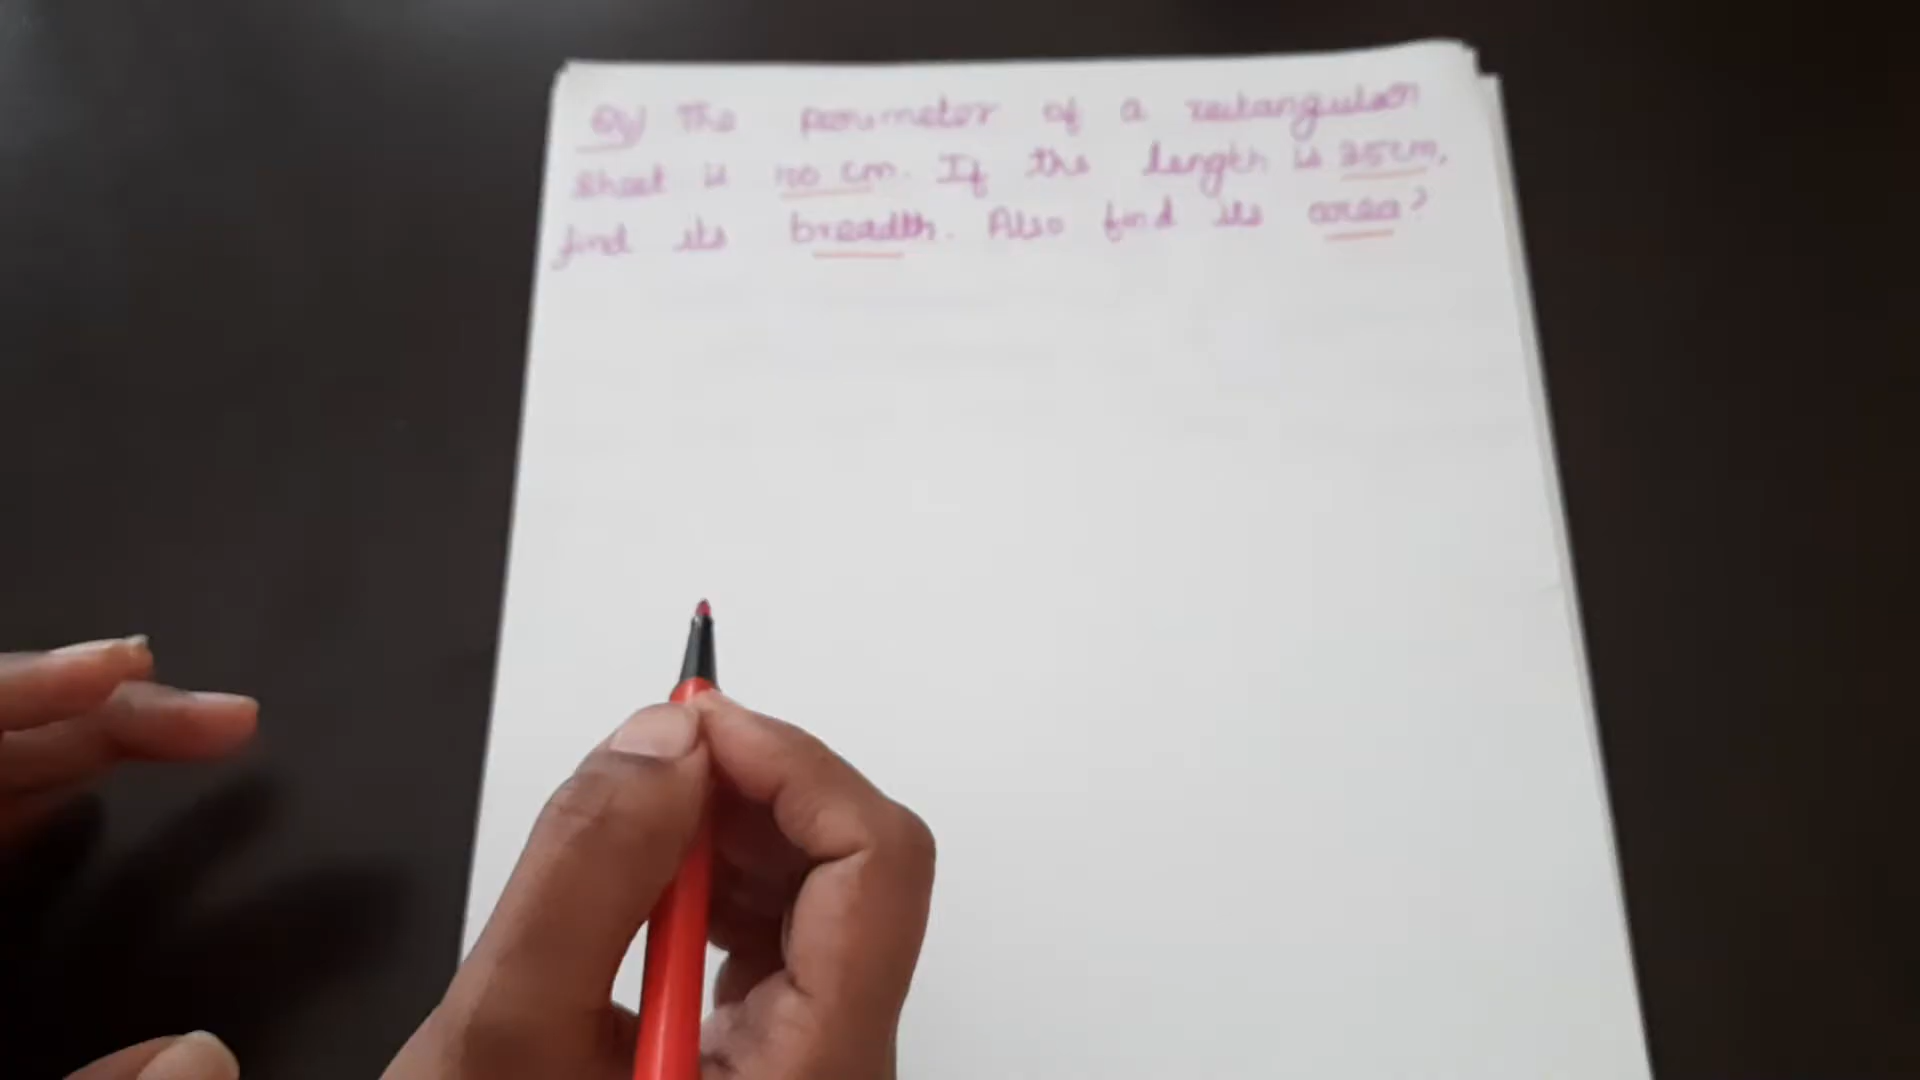 Q) The perimeter of a rectangular
sheet is 100 cm. If the length is 35cm,
find its breadth. Also find its area?